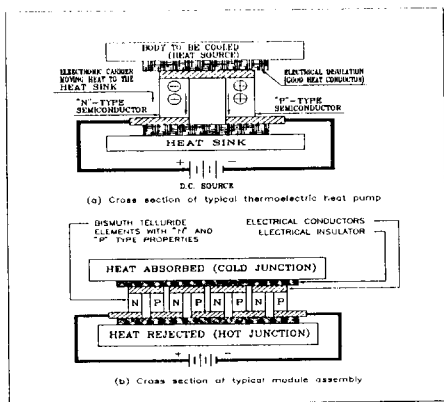 BODY TO BE COOLED
(HEAT SOURCE)
ELECTRONIC CARRIER
MOVING HEAT TO THE
HEAT SINK
ELECTRICAL INSULATION
(GOOD HEAT CONDUCTOR)
"N"-TYPE
SEMICONDUCTOR
"P"-TYPE
SEMICONDUCTOR
HEAT SINK
+ −
D.C. SOURCE
(a) Cross section of typical thermoelectric heat pump
BISMUTH TELLURIDE
ELEMENTS WITH "N" AND
"P" TYPE PROPERTIES
ELECTRICAL CONDUCTORS
ELECTRICAL INSULATOR
HEAT ABSORBED (COLD JUNCTION)
N P N P N P N P
HEAT REJECTED (HOT JUNCTION)
+ −
(b) Cross section of typical module assembly